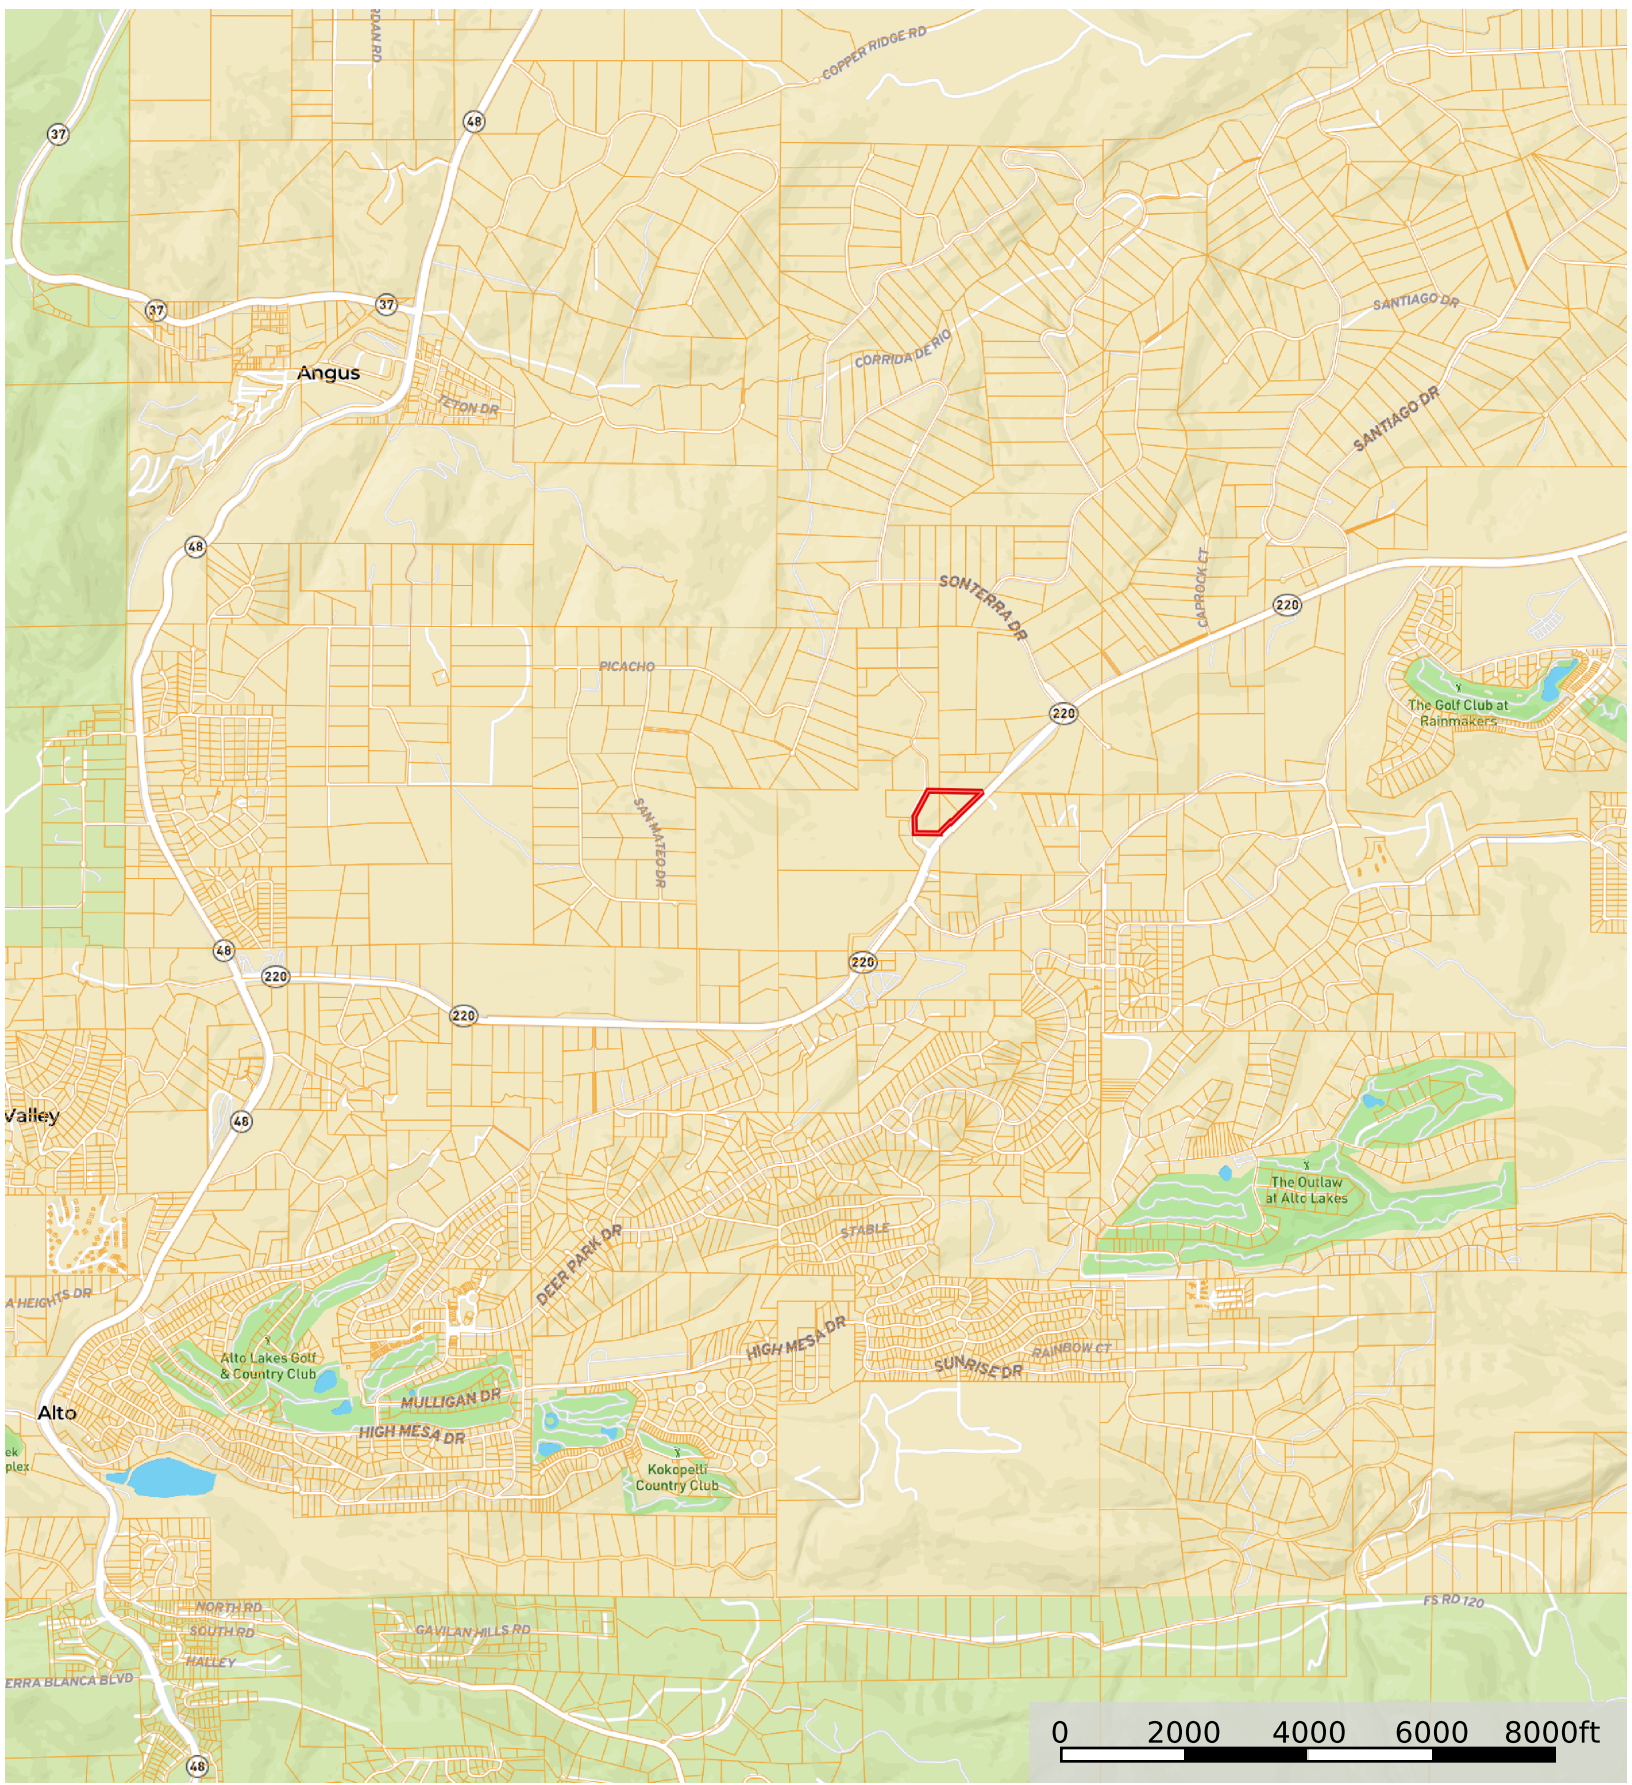 COPPER RIDGE RD
37
48
SANTIAGO DR
37
37
CORRIDA DE RIO
Angus
TETON DR
SANTIAGO DR
48
CAPROCK CT
SONTERRA DR
220
PICACHO
The Golf Club at
Rainmakers
220
SAN MATEO DR
48
220
220
220
Valley
48
The Outlaw
at Alto Lakes
STABLE
DEER PARK DR
A HEIGHTS DR
HIGH MESA DR
RAINBOW CT
SUNRISE DR
Alto Lakes Golf
& Country Club
MULLIGAN DR
Alto
HIGH MESA DR
ek
plex
Kokopelli
Country Club
NORTH RD
FS RD 120
SOUTH RD
GAVILAN HILLS RD
HALLEY
ERRA BLANCA BLVD
0 2000 4000 6000 8000ft
48